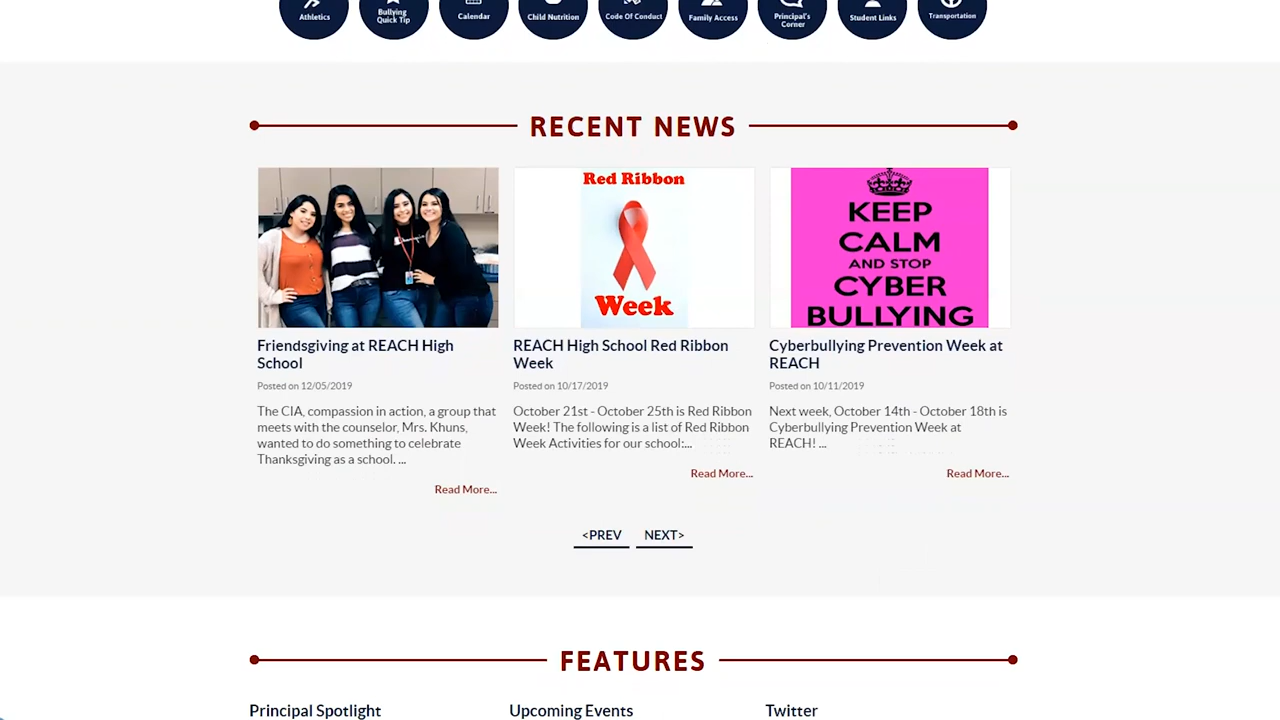 Athletics
Bullying
Quick Tip
Calendar
Child Nutrition
Code Of Conduct
Family Access
Principal's
Corner
Student Links
Transportation
RECENT NEWS
Red Ribbon
Week
KEEP
CALM
AND STOP
CYBER
BULLYING
Friendsgiving at REACH High
School
Posted on 12/05/2019
The CIA, compassion in action, a group that
meets with the counselor, Mrs. Khuns,
wanted to do something to celebrate
Thanksgiving as a school. ...
Read More...
REACH High School Red Ribbon
Week
Posted on 10/17/2019
October 21st - October 25th is Red Ribbon
Week! The following is a list of Red Ribbon
Week Activities for our school:...
Read More...
Cyberbullying Prevention Week at
REACH
Posted on 10/11/2019
Next week, October 14th - October 18th is
Cyberbullying Prevention Week at
REACH! ...
Read More...
<PREV NEXT>
FEATURES
Principal Spotlight
Upcoming Events
Twitter